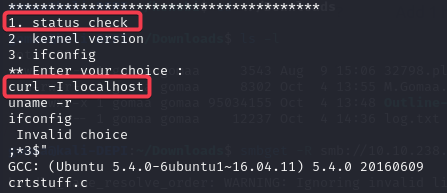 ***************************************
1. status check
2. kernel version
3. ifconfig
** Enter your choice :
curl -I localhost
uname -r
ifconfig
 Invalid choice
;*3$"
GCC: (Ubuntu 5.4.0-6ubuntu1~16.04.11) 5.4.0 20160609
crtstuff.c